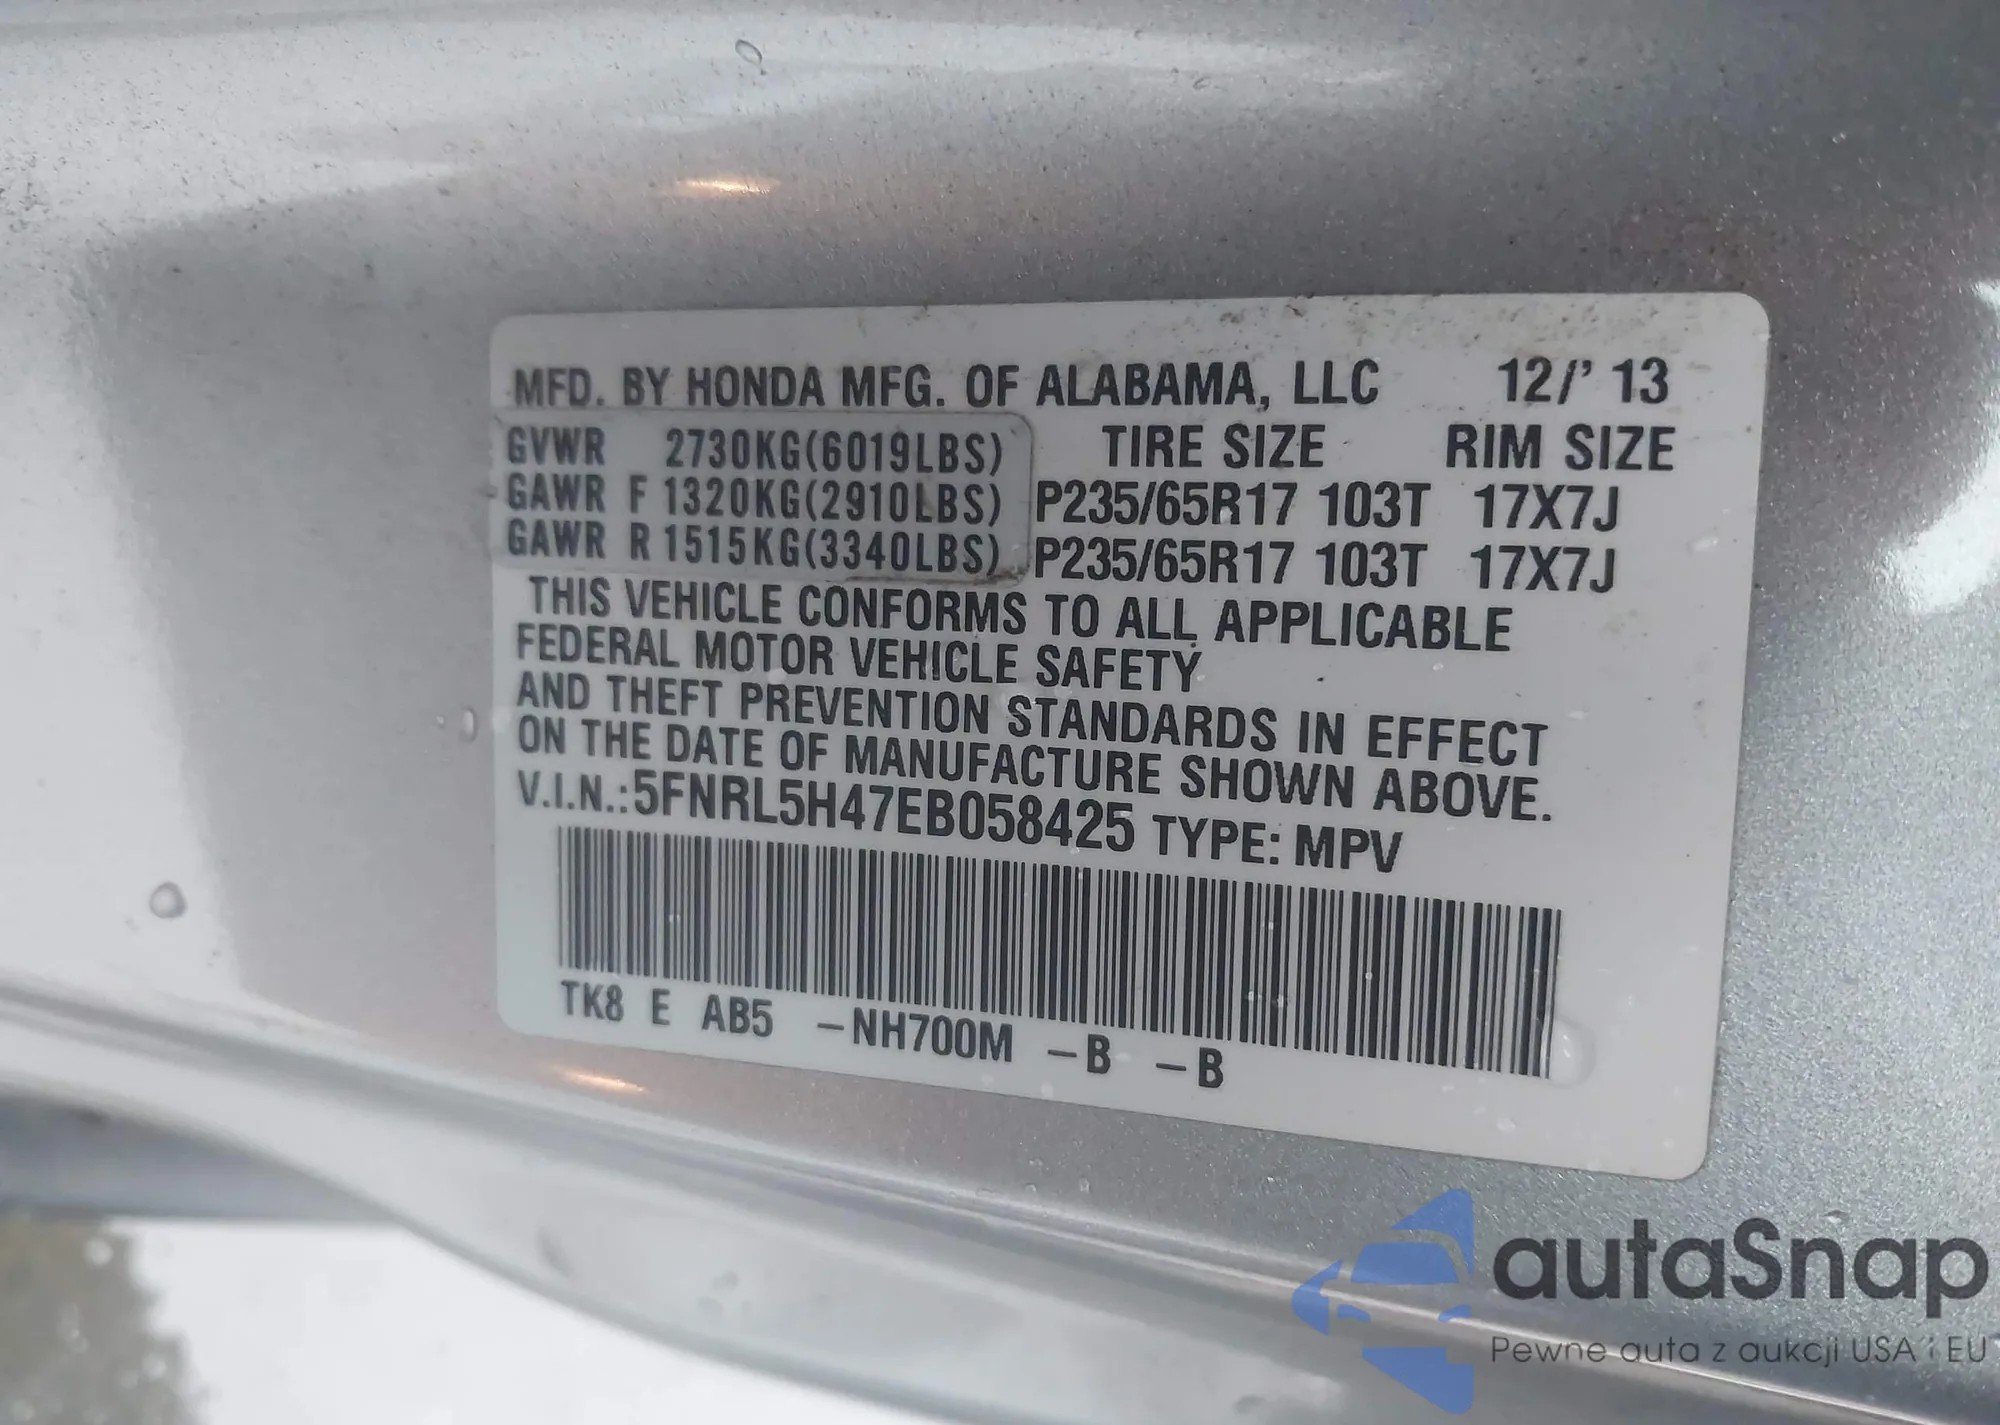 MFD. BY HONDA MFG. OF ALABAMA, LLC 12/' 13
GVWR 2730KG(6019LBS) TIRE SIZE RIM SIZE
GAWR F 1320KG(2910LBS) P235/65R17 103T 17X7J
GAWR R 1515KG(3340LBS) P235/65R17 103T 17X7J
THIS VEHICLE CONFORMS TO ALL APPLICABLE
FEDERAL MOTOR VEHICLE SAFETY
AND THEFT PREVENTION STANDARDS IN EFFECT
ON THE DATE OF MANUFACTURE SHOWN ABOVE.
V.I.N.:5FNRL5H47EB058425 TYPE: MPV
TK8 E AB5 –NH700M –B –B
autaSnap
Pewne auta z aukcji USA i EU